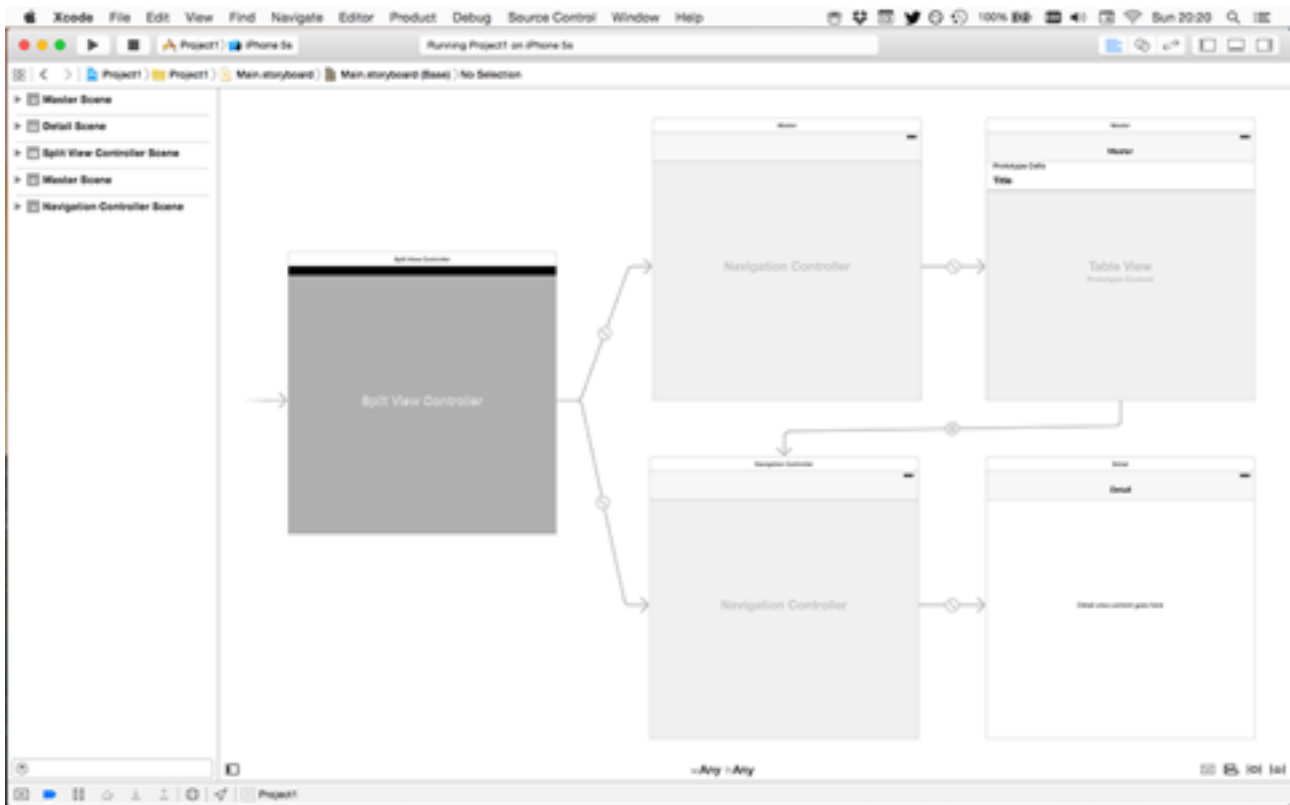 Xcode File Edit View Find Navigate Editor Product Debug Source Control Window Help 100% Sun 20:20
Project1 iPhone 5s Running Project1 on iPhone 5s
Project1 Project1 Main.storyboard Main.storyboard (Base) No Selection
Master Scene
Detail Scene
Split View Controller Scene
Master Scene
Navigation Controller Scene
Split View Controller
Split View Controller
Master
Navigation Controller
Master
Master
Prototype Cells
Title
Table View
Prototype Content
Navigation Controller
Navigation Controller
Detail
Detail
Detail view content goes here
wAny hAny
Project1